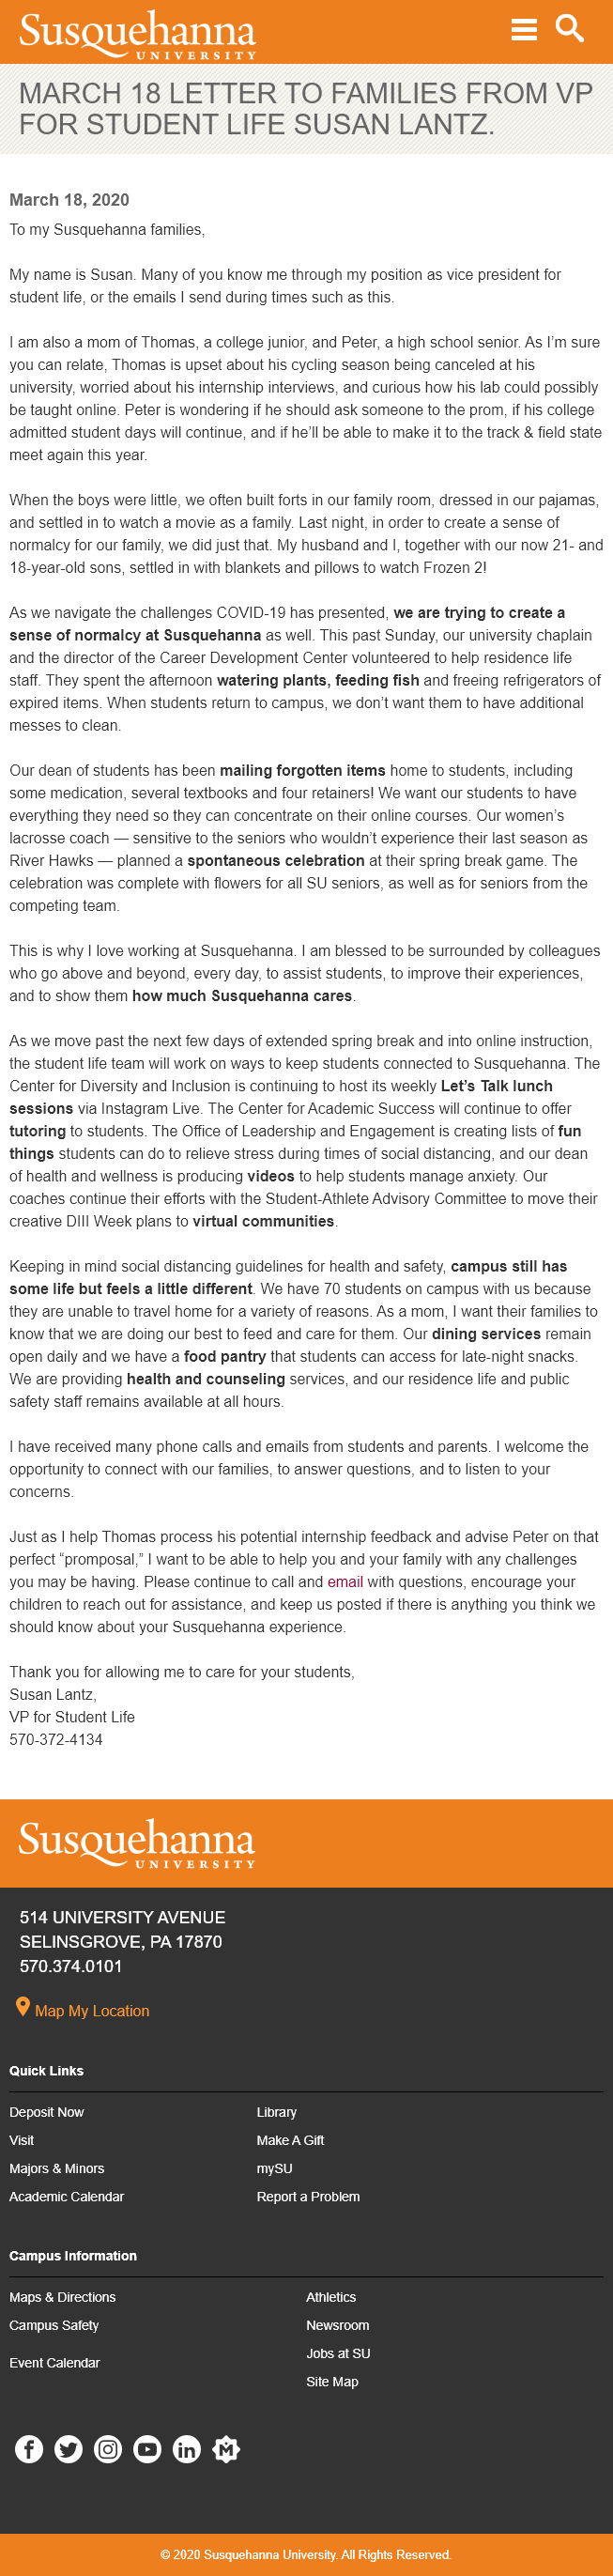 Susquehanna
UNIVERSITY
MARCH 18 LETTER TO FAMILIES FROM VP
FOR STUDENT LIFE SUSAN LANTZ.
March 18, 2020
To my Susquehanna families,
My name is Susan. Many of you know me through my position as vice president for
student life, or the emails I send during times such as this.
I am also a mom of Thomas, a college junior, and Peter, a high school senior. As I’m sure
you can relate, Thomas is upset about his cycling season being canceled at his
university, worried about his internship interviews, and curious how his lab could possibly
be taught online. Peter is wondering if he should ask someone to the prom, if his college
admitted student days will continue, and if he’ll be able to make it to the track & field state
meet again this year.
When the boys were little, we often built forts in our family room, dressed in our pajamas,
and settled in to watch a movie as a family. Last night, in order to create a sense of
normalcy for our family, we did just that. My husband and I, together with our now 21- and
18-year-old sons, settled in with blankets and pillows to watch Frozen 2!
As we navigate the challenges COVID-19 has presented, we are trying to create a
sense of normalcy at Susquehanna as well. This past Sunday, our university chaplain
and the director of the Career Development Center volunteered to help residence life
staff. They spent the afternoon watering plants, feeding fish and freeing refrigerators of
expired items. When students return to campus, we don’t want them to have additional
messes to clean.
Our dean of students has been mailing forgotten items home to students, including
some medication, several textbooks and four retainers! We want our students to have
everything they need so they can concentrate on their online courses. Our women’s
lacrosse coach — sensitive to the seniors who wouldn’t experience their last season as
River Hawks — planned a spontaneous celebration at their spring break game. The
celebration was complete with flowers for all SU seniors, as well as for seniors from the
competing team.
This is why I love working at Susquehanna. I am blessed to be surrounded by colleagues
who go above and beyond, every day, to assist students, to improve their experiences,
and to show them how much Susquehanna cares.
As we move past the next few days of extended spring break and into online instruction,
the student life team will work on ways to keep students connected to Susquehanna. The
Center for Diversity and Inclusion is continuing to host its weekly Let’s Talk lunch
sessions via Instagram Live. The Center for Academic Success will continue to offer
tutoring to students. The Office of Leadership and Engagement is creating lists of fun
things students can do to relieve stress during times of social distancing, and our dean
of health and wellness is producing videos to help students manage anxiety. Our
coaches continue their efforts with the Student-Athlete Advisory Committee to move their
creative DIII Week plans to virtual communities.
Keeping in mind social distancing guidelines for health and safety, campus still has
some life but feels a little different. We have 70 students on campus with us because
they are unable to travel home for a variety of reasons. As a mom, I want their families to
know that we are doing our best to feed and care for them. Our dining services remain
open daily and we have a food pantry that students can access for late-night snacks.
We are providing health and counseling services, and our residence life and public
safety staff remains available at all hours.
I have received many phone calls and emails from students and parents. I welcome the
opportunity to connect with our families, to answer questions, and to listen to your
concerns.
Just as I help Thomas process his potential internship feedback and advise Peter on that
perfect “promposal,” I want to be able to help you and your family with any challenges
you may be having. Please continue to call and email with questions, encourage your
children to reach out for assistance, and keep us posted if there is anything you think we
should know about your Susquehanna experience.
Thank you for allowing me to care for your students,
Susan Lantz,
VP for Student Life
570-372-4134
Susquehanna
UNIVERSITY
514 UNIVERSITY AVENUE
SELINSGROVE, PA 17870
570.374.0101
Map My Location
Quick Links
Deposit Now
Visit
Majors & Minors
Academic Calendar
Library
Make A Gift
mySU
Report a Problem
Campus Information
Maps & Directions
Campus Safety
Event Calendar
Athletics
Newsroom
Jobs at SU
Site Map
© 2020 Susquehanna University. All Rights Reserved.